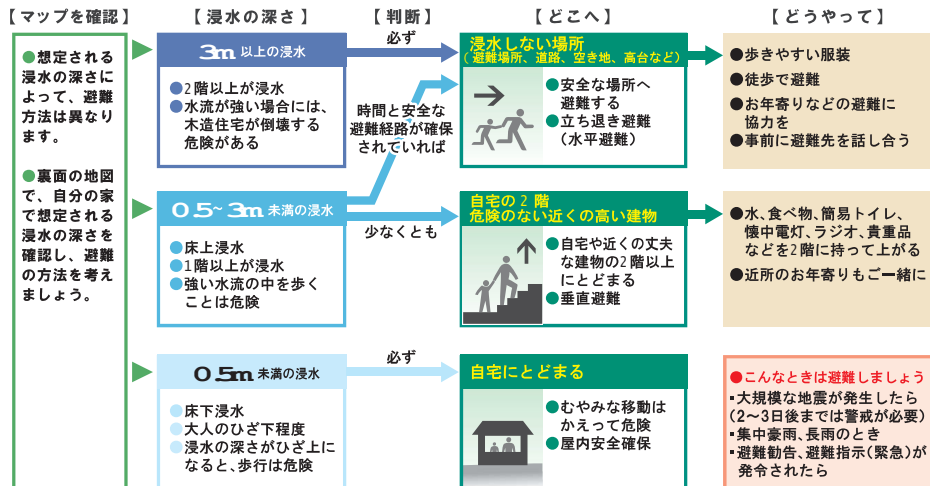 【マップを確認】
【浸水の深さ】
【判断】
【どこへ】
【どうやって】
●想定される
浸水の深さに
よって、避難
方法は異なり
ます。
●裏面の地図
で、自分の家
で想定される
浸水の深さを
確認し、避難
の方法を考え
ましょう。
3m以上の浸水
●2階以上が浸水
●水流が強い場合には、
木造住宅が倒壊する
危険がある
必ず
浸水しない場所
(避難場所、道路、空き地、高台など)
●安全な場所へ
避難する
●立ち退き避難
(水平避難)
●歩きやすい服装
●徒歩で避難
●お年寄りなどの避難に
協力を
●事前に避難先を話し合う
時間と安全な
避難経路が確保
されていれば
0.5~3m未満の浸水
●床上浸水
●1階以上が浸水
●強い水流の中を歩く
ことは危険
少なくとも
自宅の2階
危険のない近くの高い建物
●自宅や近くの丈夫
な建物の2階以上
にとどまる
●垂直避難
●水、食べ物、簡易トイレ、
懐中電灯、ラジオ、貴重品
などを2階に持って上がる
●近所のお年寄りもご一緒に
0.5m未満の浸水
●床下浸水
●大人のひざ下程度
●浸水の深さがひざ上に
なると、歩行は危険
必ず
自宅にとどまる
●むやみな移動は
かえって危険
●屋内安全確保
●こんなときは避難しましょう
▪大規模な地震が発生したら
(2〜3日後までは警戒が必要)
▪集中豪雨、長雨のとき
▪避難勧告、避難指示(緊急)が
発令されたら